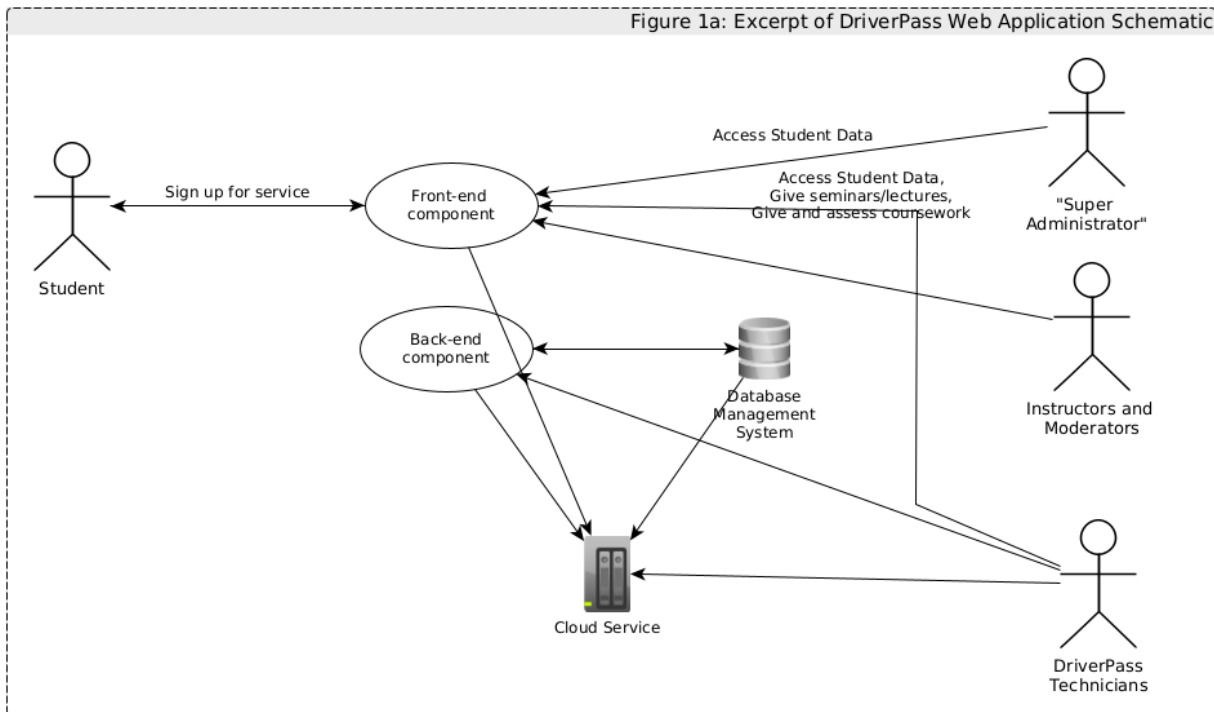 Figure 1a: Excerpt of DriverPass Web Application Schematic
Access Student Data
Sign up for service
Front-end
component
Access Student Data,
Give seminars/lectures,
Give and assess coursework
"Super
Administrator"
Student
Back-end
component
Database
Management
System
Instructors and
Moderators
Cloud Service
DriverPass
Technicians